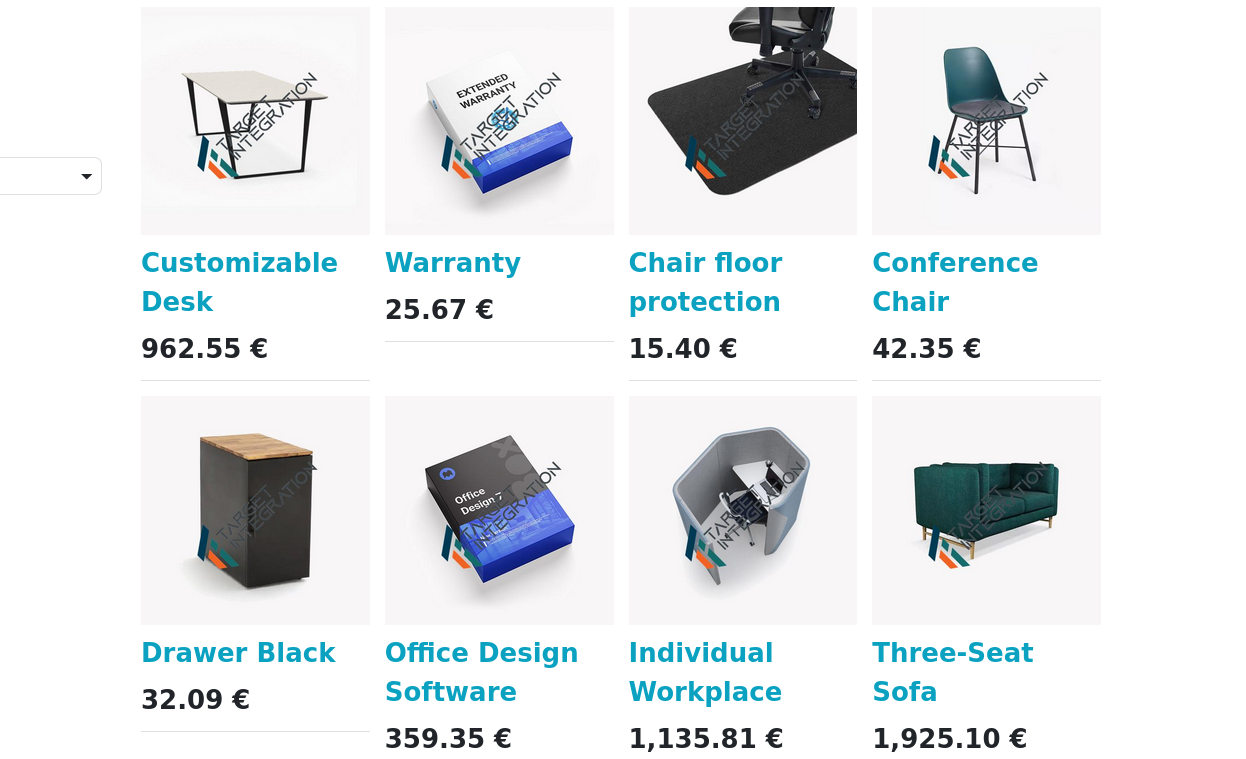 EXTENDED
WARRANTY
TARGET
INTEGRATION
TARGET
INTEGRATION
TARGET
INTEGRATION
TARGET
INTEGRATION
Customizable
Desk
962.55 €
Warranty
25.67 €
Chair floor
protection
15.40 €
Conference
Chair
42.35 €
Office
Design 7
TARGET
INTEGRATION
TARGET
INTEGRATION
TARGET
INTEGRATION
TARGET
INTEGRATION
Drawer Black
32.09 €
Office Design
Software
359.35 €
Individual
Workplace
1,135.81 €
Three-Seat
Sofa
1,925.10 €